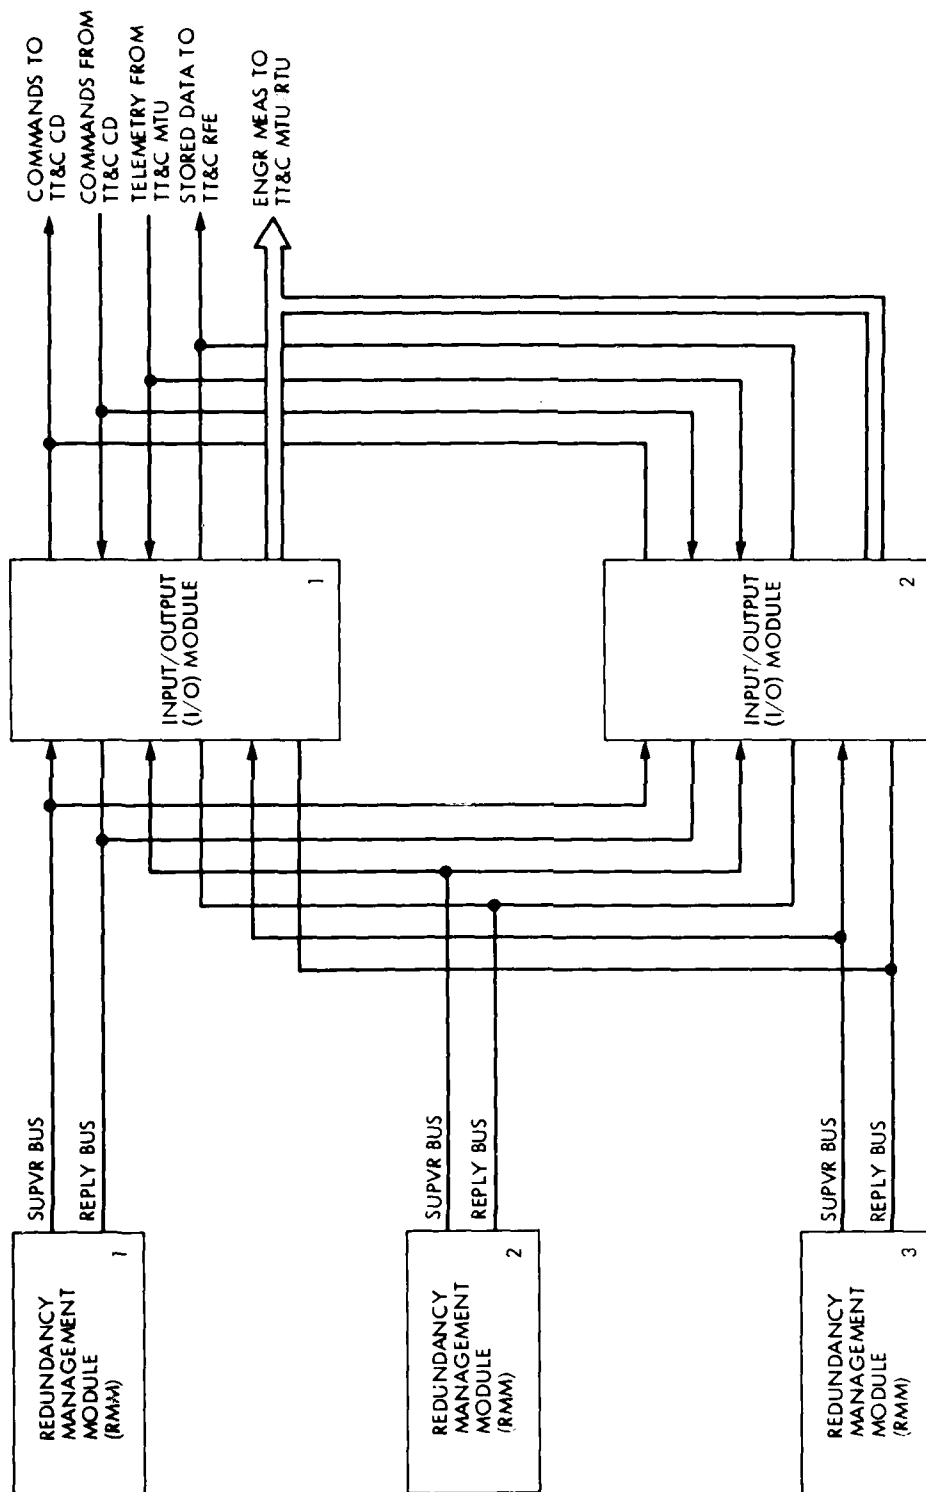 REDUNDANCY
MANAGEMENT
MODULE
(RMM)
1
SUPVR BUS
REPLY BUS
REDUNDANCY
MANAGEMENT
MODULE
(RMM)
2
SUPVR BUS
REPLY BUS
REDUNDANCY
MANAGEMENT
MODULE
(RMM)
3
SUPVR BUS
REPLY BUS
INPUT/OUTPUT
(I/O) MODULE
1
INPUT/OUTPUT
(I/O) MODULE
2
COMMANDS TO
TT&C CD
COMMANDS FROM
TT&C CD
TELEMETRY FROM
TT&C MTU
STORED DATA TO
TT&C RFE
ENGR MEAS TO
TT&C MTU/RTU